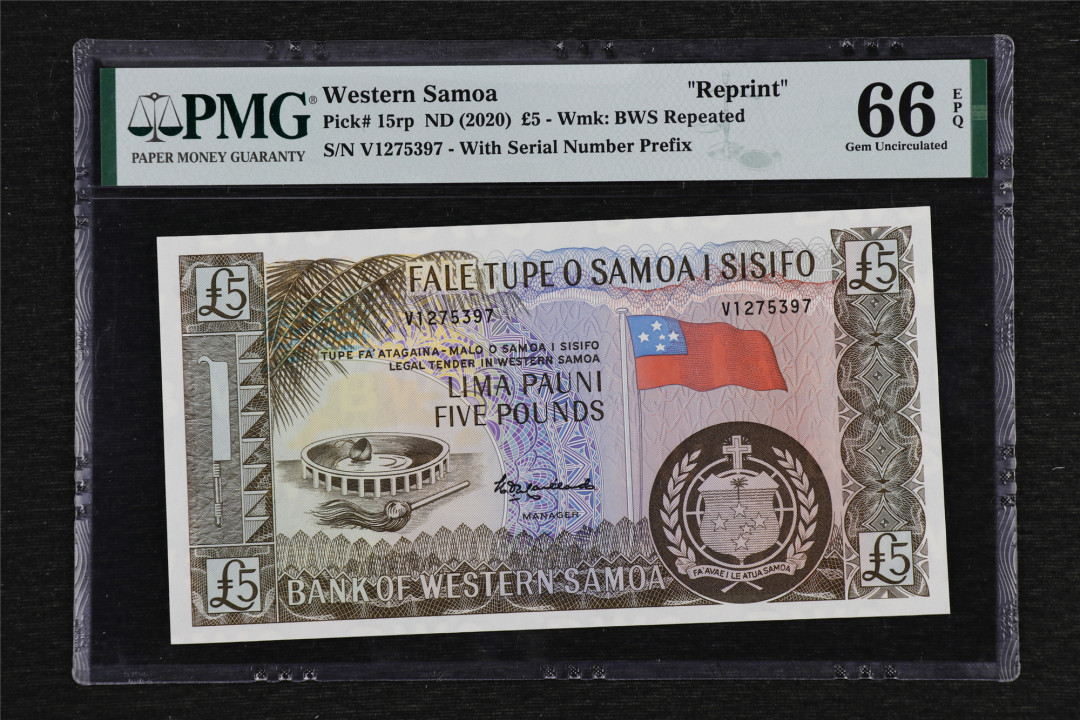 PMG®
PAPER MONEY GUARANTY
Western Samoa "Reprint"
Pick# 15rp ND (2020) £5 - Wmk: BWS Repeated
S/N V1275397 - With Serial Number Prefix
66 EPQ
Gem Uncirculated
£5
£5
FALE TUPE O SAMOA I SISIFO
V1275397
V1275397
TUPE FA'ATAGAINA - MALO O SAMOA I SISIFO
LEGAL TENDER IN WESTERN SAMOA
LIMA PAUNI
FIVE POUNDS
MANAGER
FA'AVAE I LE ATUA SAMOA
£5
£5
BANK OF WESTERN SAMOA